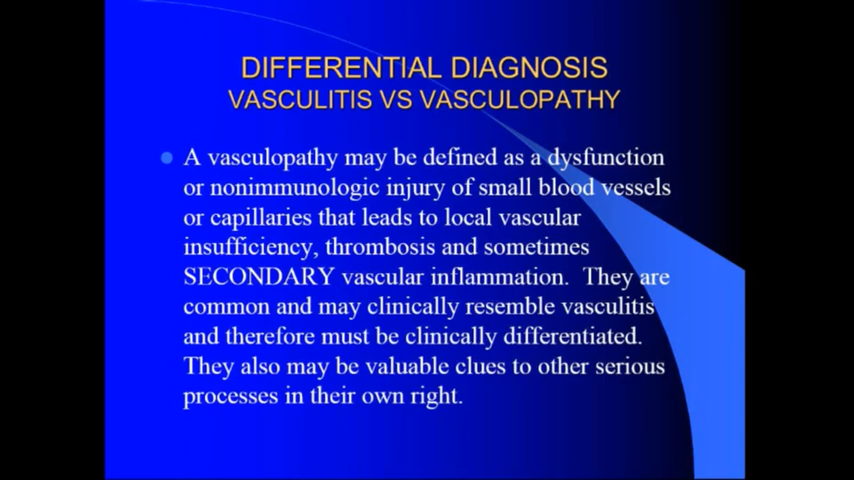 DIFFERENTIAL DIAGNOSIS
VASCULITIS VS VASCULOPATHY
A vasculopathy may be defined as a dysfunction
or nonimmunologic injury of small blood vessels
or capillaries that leads to local vascular
insufficiency, thrombosis and sometimes
SECONDARY vascular inflammation.  They are
common and may clinically resemble vasculitis
and therefore must be clinically differentiated.
They also may be valuable clues to other serious
processes in their own right.